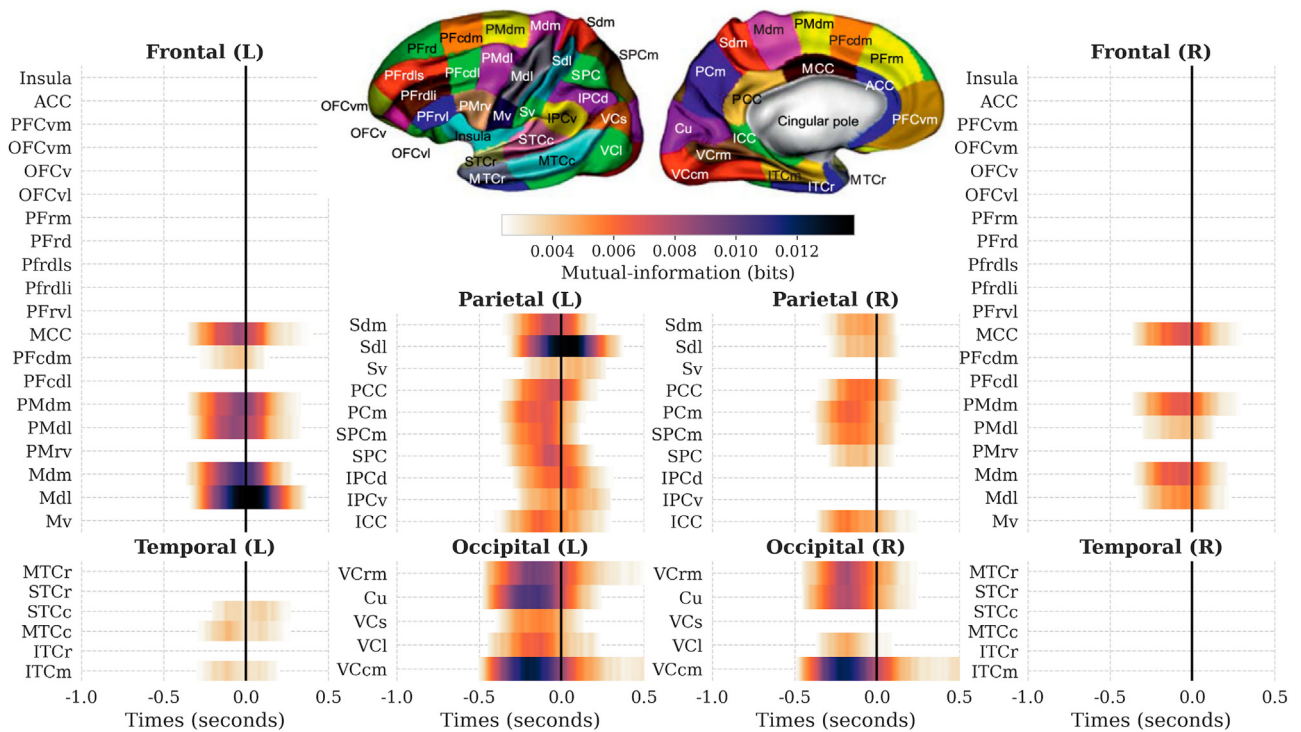 Frontal (L)
Insula
ACC
PFCvm
OFCvm
OFCv
OFCvl
PFrm
PFrd
Pfrdls
Pfrdli
PFrvl
MCC
PFcdm
PFcdl
PMdm
PMdl
PMrv
Mdm
Mdl
Mv
Temporal (L)
MTCr
STCr
STCc
MTCc
ITCr
ITCm
-1.0 -0.5 0.0 0.5
Times (seconds)
PFrd
PFcdm
PMdm
Mdm
Sdm
SPCm
PFrdls
PFcdl
PMdl
Mdl
Sdl
SPC
PFrdli
IPCd
OFCvm
PFrvl
PMrv
Mv
Sv
IPCv
VCs
OFCv
Insula
STCc
VCl
OFCvl
STCr
MTCc
MTCr
Sdm
Mdm
PMdm
PFcdm
PFrm
PCm
MCC
ACC
PCC
PFCvm
Cingular pole
Cu
ICC
VCrm
VCcm
ITCm
ITCr
MTCr
0.004 0.006 0.008 0.010 0.012
Mutual-information (bits)
Parietal (L)
Sdm
Sdl
Sv
PCC
PCm
SPCm
SPC
IPCd
IPCv
ICC
Occipital (L)
VCrm
Cu
VCs
VCl
VCcm
-1.0 -0.5 0.0 0.5
Times (seconds)
Parietal (R)
Sdm
Sdl
Sv
PCC
PCm
SPCm
SPC
IPCd
IPCv
ICC
Occipital (R)
VCrm
Cu
VCs
VCl
VCcm
-1.0 -0.5 0.0 0.5
Times (seconds)
Frontal (R)
Insula
ACC
PFCvm
OFCvm
OFCv
OFCvl
PFrm
PFrd
Pfrdls
Pfrdli
PFrvl
MCC
PFcdm
PFcdl
PMdm
PMdl
PMrv
Mdm
Mdl
Mv
Temporal (R)
MTCr
STCr
STCc
MTCc
ITCr
ITCm
-1.0 -0.5 0.0 0.5
Times (seconds)